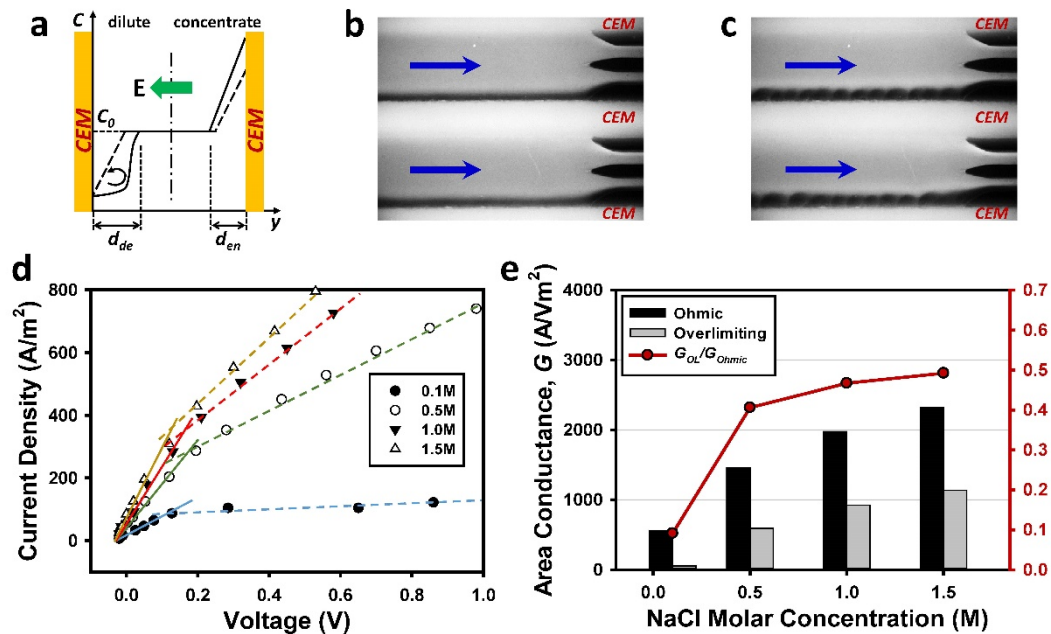 a
C
dilute
concentrate
E
C0
CEM
CEM
y
dde
den
b
CEM
CEM
c
CEM
CEM
d
Current Density (A/m²)
800
600
400
200
0
0.1M
0.5M
1.0M
1.5M
0.0 0.2 0.4 0.6 0.8 1.0
Voltage (V)
e
Area Conductance, G (A/Vm²)
4000
3000
2000
1000
0
Ohmic
Overlimiting
GOL/GOhmic
0.7
0.6
0.5
0.4
0.3
0.2
0.1
0.0
0.0 0.5 1.0 1.5
NaCl Molar Concentration (M)